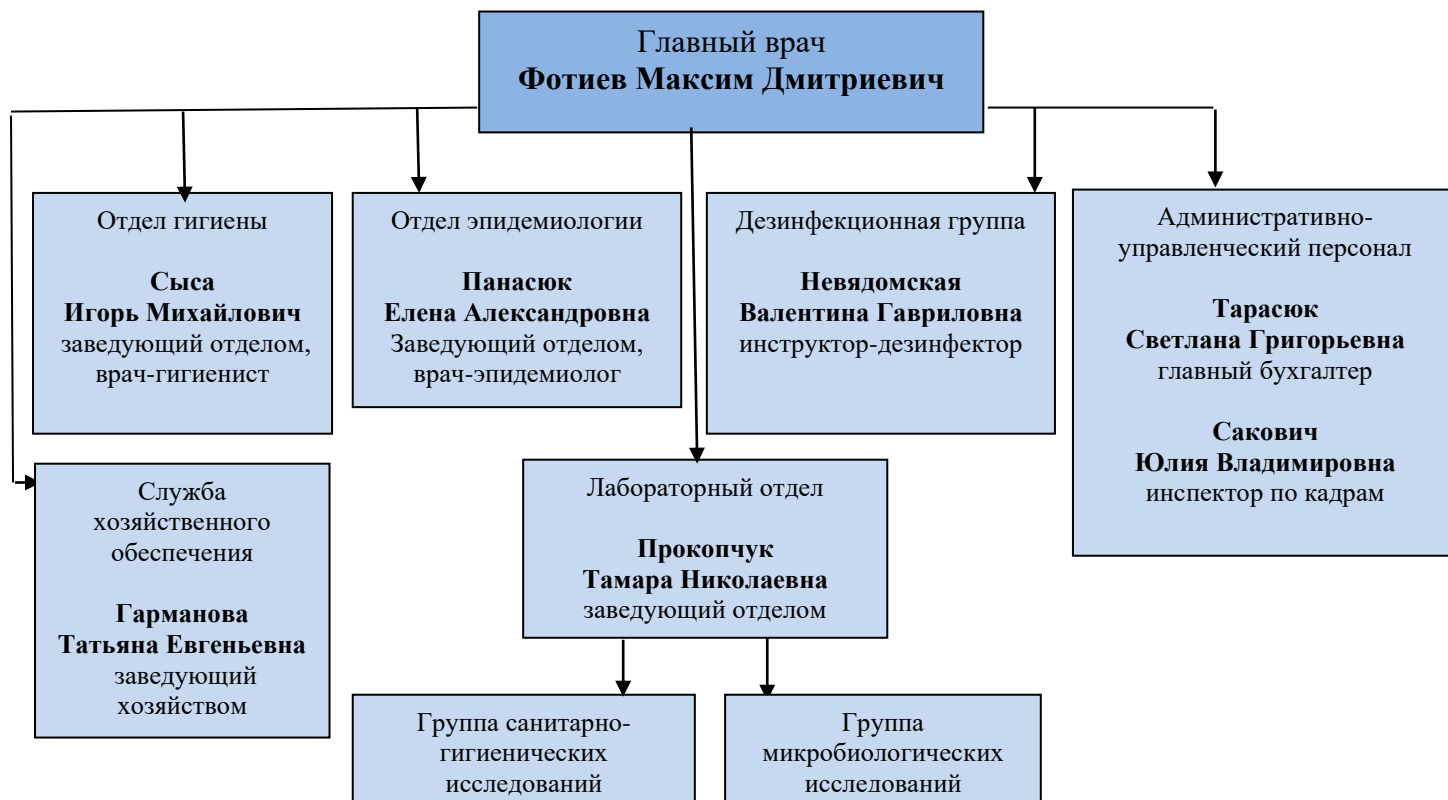 Главный врач
Фотиев Максим Дмитриевич
Отдел гигиены
Сыса
Игорь Михайлович
заведующий отделом,
врач-гигиенист
Отдел эпидемиологии
Панасюк
Елена Александровна
Заведующий отделом,
врач-эпидемиолог
Дезинфекционная группа
Невядомская
Валентина Гавриловна
инструктор-дезинфектор
Административно-
управленческий персонал
Тарасюк
Светлана Григорьевна
главный бухгалтер
Сакович
Юлия Владимировна
инспектор по кадрам
Служба
хозяйственного
обеспечения
Гарманова
Татьяна Евгеньевна
заведующий
хозяйством
Лабораторный отдел
Прокопчук
Тамара Николаевна
заведующий отделом
Группа санитарно-
гигиенических
исследований
Группа
микробиологических
исследований